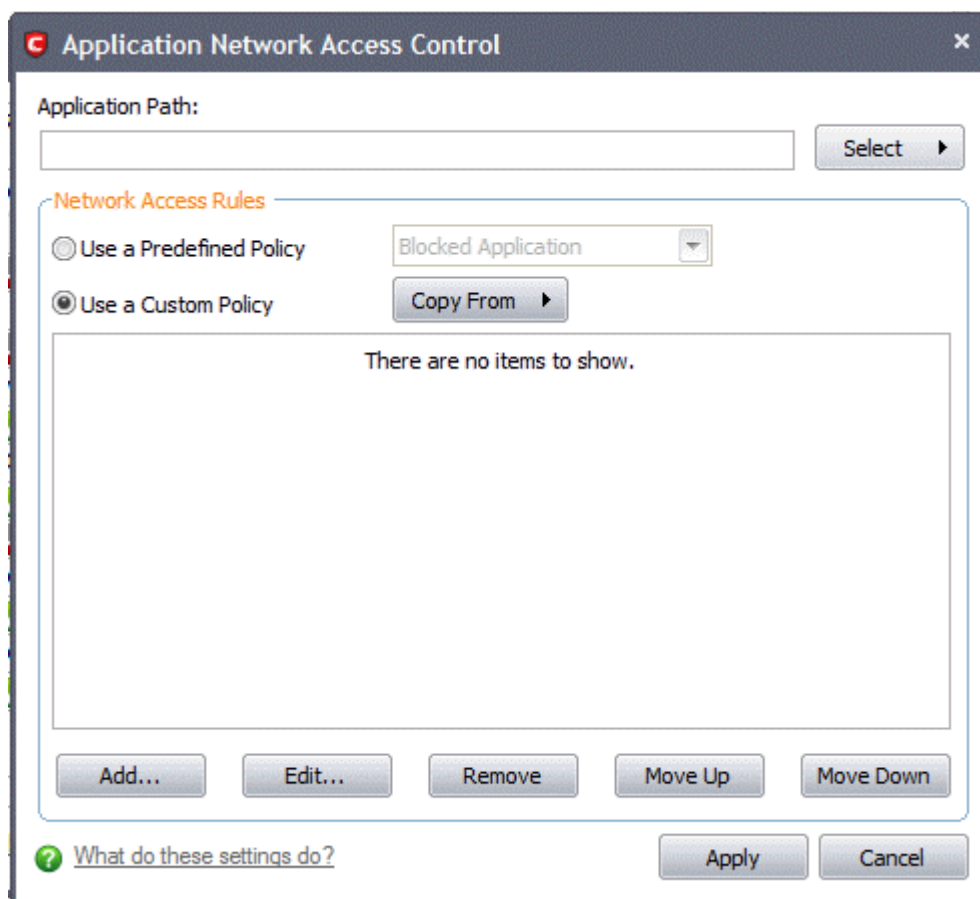 Application Network Access Control
Application Path:
Select
Network Access Rules
Use a Predefined Policy
Blocked Application
Use a Custom Policy
Copy From
There are no items to show.
Add...
Edit...
Remove
Move Up
Move Down
What do these settings do?
Apply
Cancel